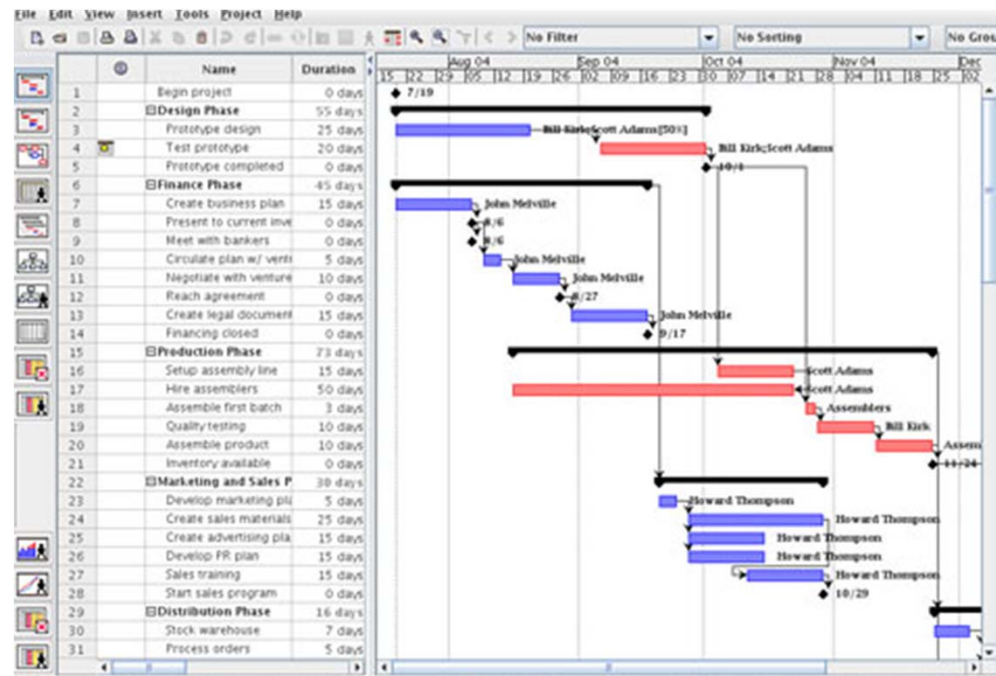 File Edit View Insert Tools Project Help
No Filter No Sorting No Grou
Name Duration
Aug 04 Sep 04 Oct 04 Nov 04 Dec
15 22 29 05 12 19 26 02 09 16 23 30 07 14 21 28 04 11 18 25 02
1 Begin project 0 days 7/19
2 Design Phase 55 days
3 Prototype design 25 days Bill Kirk;Scott Adams[50%]
4 Test prototype 20 days Bill Kirk;Scott Adams
5 Prototype completed 0 days 10/1
6 Finance Phase 45 days
7 Create business plan 15 days John Melville
8 Present to current inve 0 days 8/6
9 Meet with bankers 0 days 8/6
10 Circulate plan w/ vent 5 days John Melville
11 Negotiate with venture 10 days John Melville
12 Reach agreement 0 days 8/27
13 Create legal document 15 days John Melville
14 Financing closed 0 days 9/17
15 Production Phase 73 days
16 Setup assembly line 15 days Scott Adams
17 Hire assemblers 50 days Scott Adams
18 Assemble first batch 3 days Assemblers
19 Quality testing 10 days Bill Kirk
20 Assemble product 10 days Assem
21 Inventory available 0 days 11/24
22 Marketing and Sales P 30 days
23 Develop marketing pla 5 days Howard Thompson
24 Create sales materials 25 days Howard Thompson
25 Create advertising pla 15 days Howard Thompson
26 Develop PR plan 15 days Howard Thompson
27 Sales training 15 days Howard Thompson
28 Start sales program 0 days 10/29
29 Distribution Phase 16 days
30 Stock warehouse 7 days
31 Process orders 5 days